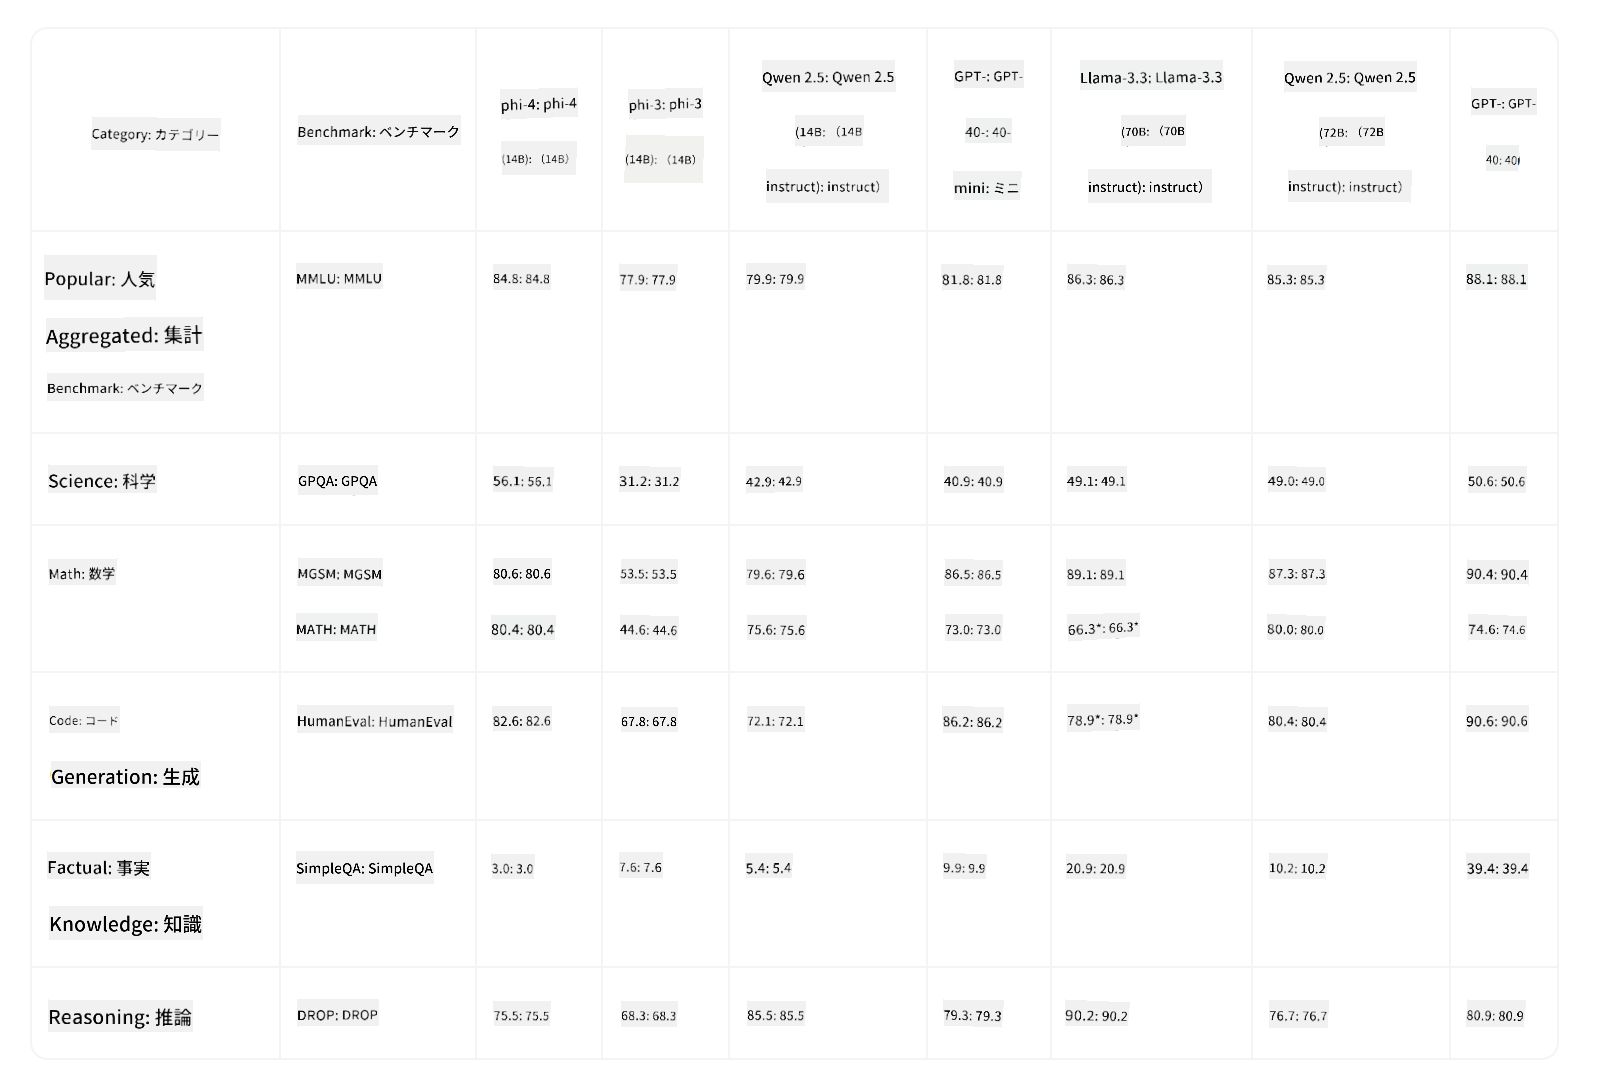 Category: カテゴリー
Benchmark: ベンチマーク
phi-4: phi-4
(14B): （14B）
phi-3: phi-3
(14B): （14B）
Qwen 2.5: Qwen 2.5
(14B: （14B
instruct): instruct）
GPT-: GPT-
40-: 40-
mini: ミニ
Llama-3.3: Llama-3.3
(70B: （70B
instruct): instruct）
Qwen 2.5: Qwen 2.5
(72B: （72B
instruct): instruct）
GPT-: GPT-
40: 40
Popular: 人気
Aggregated: 集計
Benchmark: ベンチマーク
MMLU: MMLU
84.8: 84.8
77.9: 77.9
79.9: 79.9
81.8: 81.8
86.3: 86.3
85.3: 85.3
88.1: 88.1
Science: 科学
GPQA: GPQA
56.1: 56.1
31.2: 31.2
42.9: 42.9
40.9: 40.9
49.1: 49.1
49.0: 49.0
50.6: 50.6
Math: 数学
MGSM: MGSM
80.6: 80.6
53.5: 53.5
79.6: 79.6
86.5: 86.5
89.1: 89.1
87.3: 87.3
90.4: 90.4
MATH: MATH
80.4: 80.4
44.6: 44.6
75.6: 75.6
73.0: 73.0
66.3*: 66.3*
80.0: 80.0
74.6: 74.6
Code: コード
Generation: 生成
HumanEval: HumanEval
82.6: 82.6
67.8: 67.8
72.1: 72.1
86.2: 86.2
78.9*: 78.9*
80.4: 80.4
90.6: 90.6
Factual: 事実
Knowledge: 知識
SimpleQA: SimpleQA
3.0: 3.0
7.6: 7.6
5.4: 5.4
9.9: 9.9
20.9: 20.9
10.2: 10.2
39.4: 39.4
Reasoning: 推論
DROP: DROP
75.5: 75.5
68.3: 68.3
85.5: 85.5
79.3: 79.3
90.2: 90.2
76.7: 76.7
80.9: 80.9